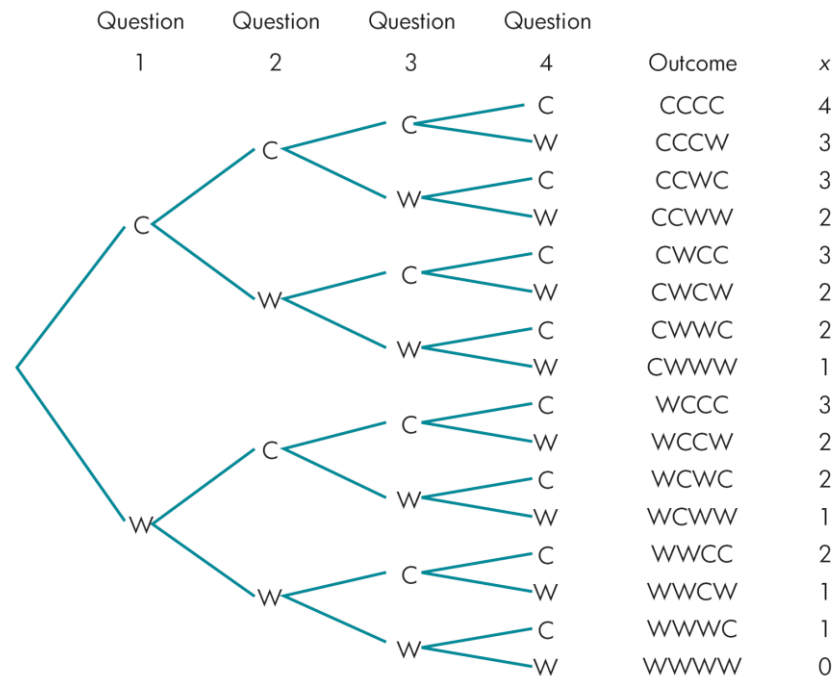 Question Question Question Question
1 2 3 4 Outcome x
C CCCC 4
C
W CCCW 3
C
C CCWC 3
W
W CCWW 2
C
C CWCC 3
C
W CWCW 2
W
C CWWC 2
W
W CWWW 1
C WCCC 3
C
W WCCW 2
C
C WCWC 2
W
W WCWW 1
W
C WWCC 2
C
W WWCW 1
W
C WWWC 1
W
W WWWW 0